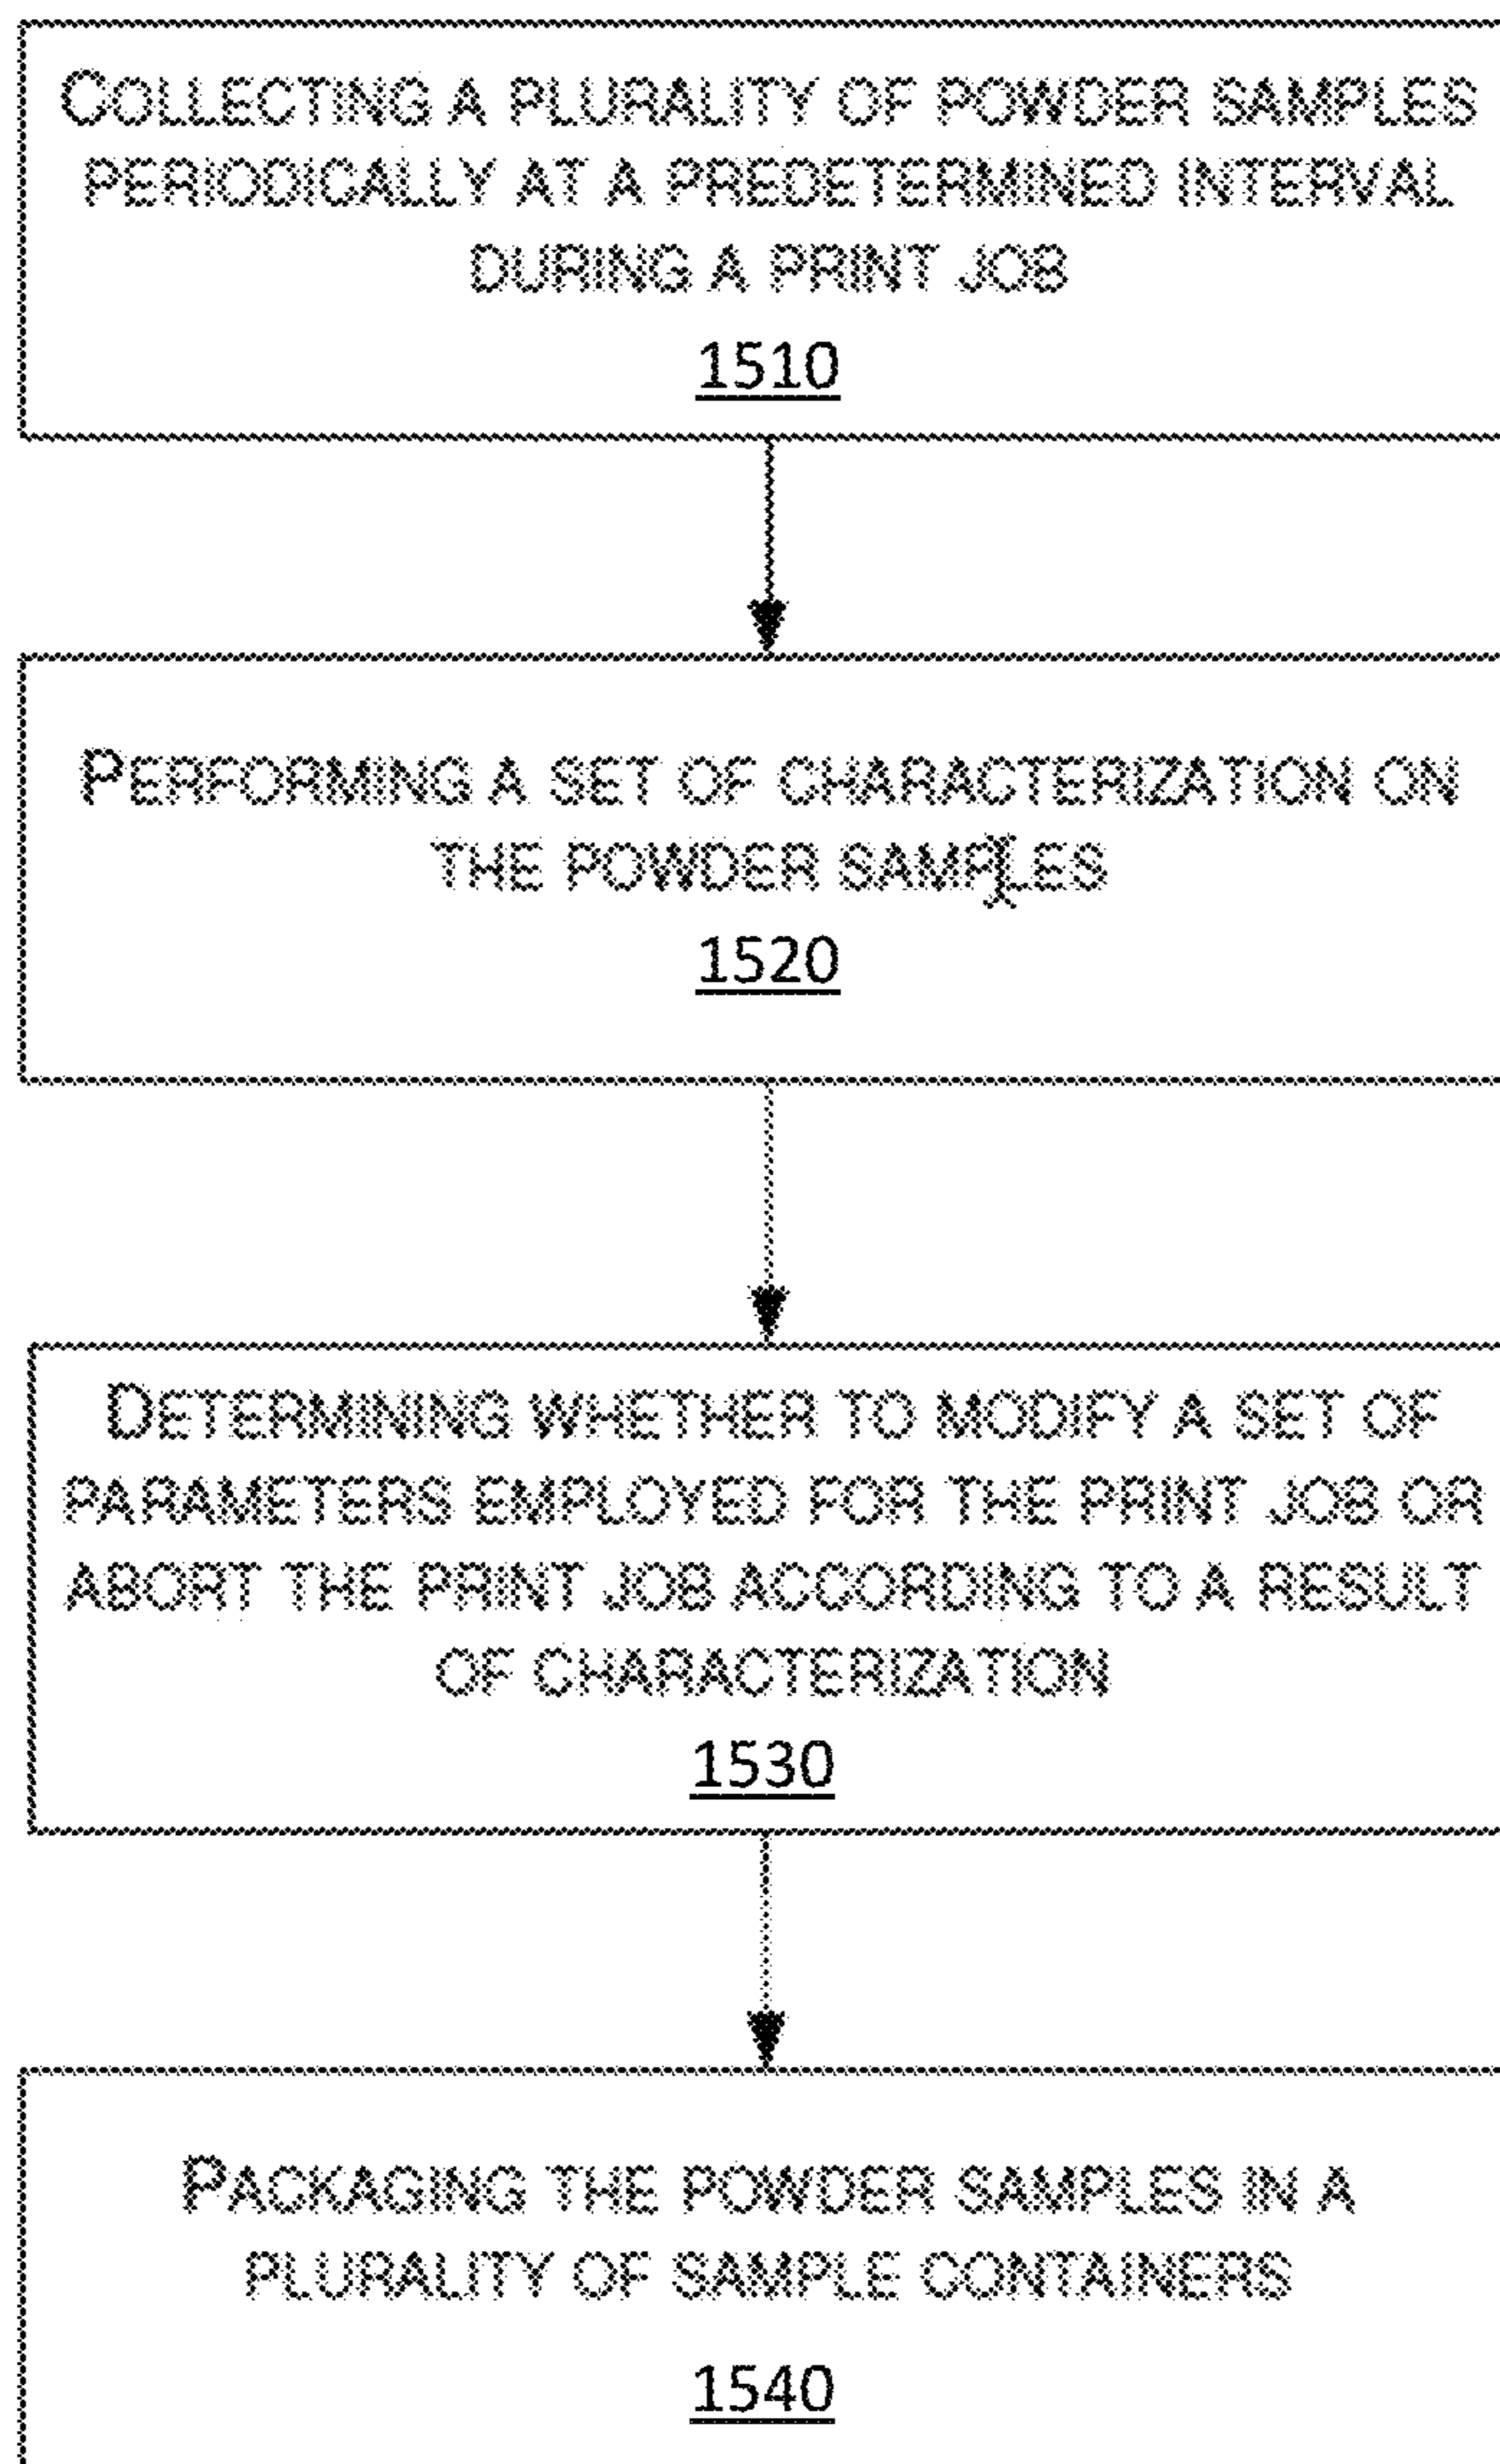 COLLECTING A PLURALITY OF POWDER SAMPLES
PERIODICALLY AT A PREDETERMINED INTERVAL
DURING A PRINT JOB
1510
PERFORMING A SET OF CHARACTERIZATION ON
THE POWDER SAMPLES
1520
DETERMINING WHETHER TO MODIFY A SET OF
PARAMETERS EMPLOYED FOR THE PRINT JOB OR
ABORT THE PRINT JOB ACCORDING TO A RESULT
OF CHARACTERIZATION
1530
PACKAGING THE POWDER SAMPLES IN A
PLURALITY OF SAMPLE CONTAINERS
1540